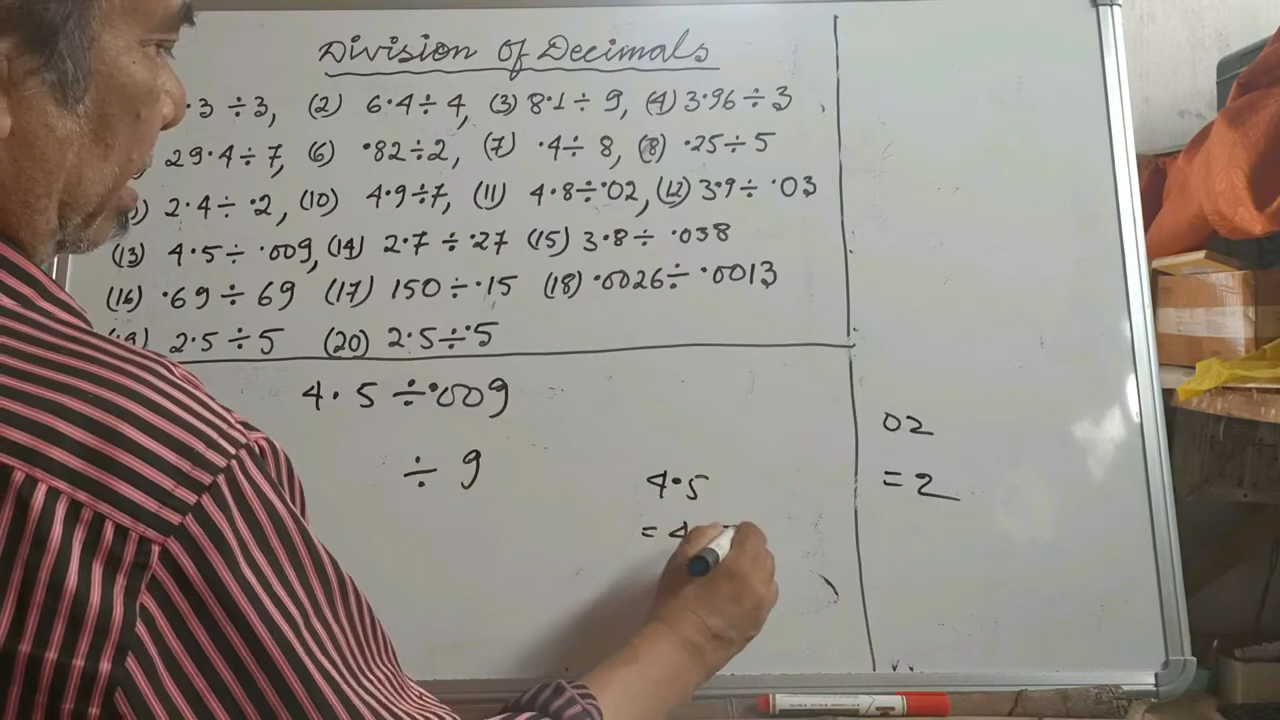 Division of Decimals
·3 ÷ 3, (2) 6·4 ÷ 4, (3) 8·1 ÷ 9, (4) 3·96 ÷ 3
29·4 ÷ 7, (6) ·82 ÷ 2, (7) ·4 ÷ 8, (8) ·25 ÷ 5
) 2·4 ÷ ·2, (10) 4·9 ÷ 7, (11) 4·8 ÷ ·02, (12) 3·9 ÷ ·03
(13) 4·5 ÷ ·009, (14) 2·7 ÷ ·27 (15) 3·8 ÷ ·038
(16) ·69 ÷ 69 (17) 150 ÷ ·15 (18) ·0026 ÷ ·0013
2·5 ÷ 5 (20) 2·5 ÷ ·5
4·5 ÷ ·009
÷ 9
4·5
= 4
02
= 2